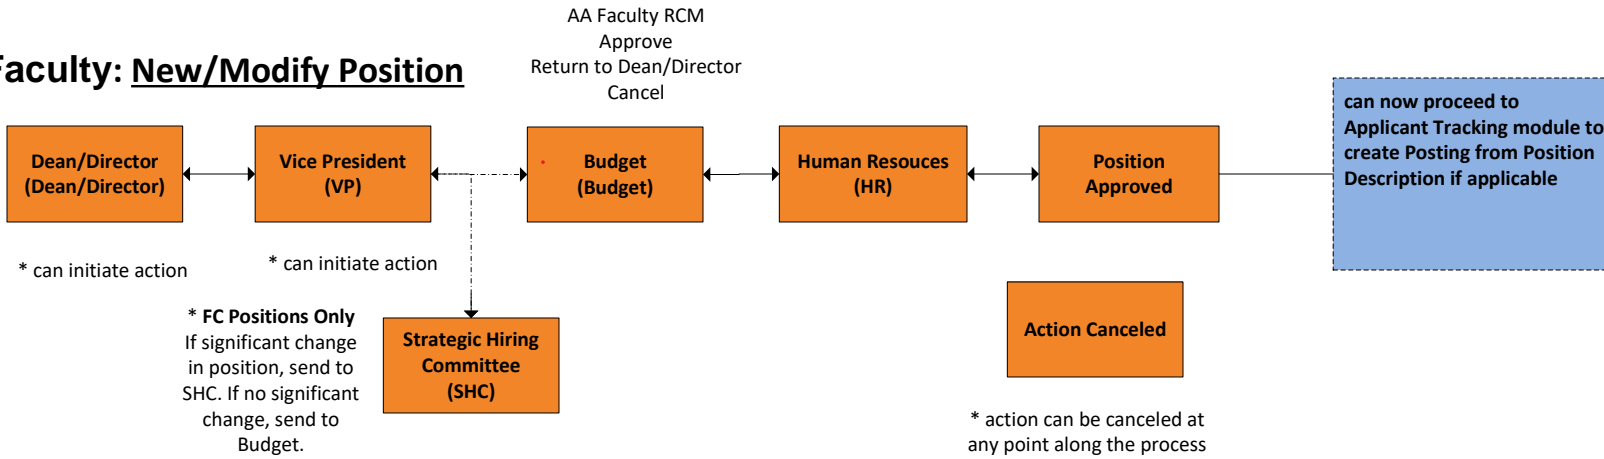 AA Faculty RCM
Approve
Return to Dean/Director
Cancel
Faculty: New/Modify Position
Dean/Director
(Dean/Director)
Vice President
(VP)
Budget
(Budget)
Human Resouces
(HR)
Position
Approved
can now proceed to
Applicant Tracking module to
create Posting from Position
Description if applicable
* can initiate action
* can initiate action
* FC Positions Only
If significant change
in position, send to
SHC. If no significant
change, send to
Budget.
Strategic Hiring
Committee
(SHC)
Action Canceled
* action can be canceled at
any point along the process